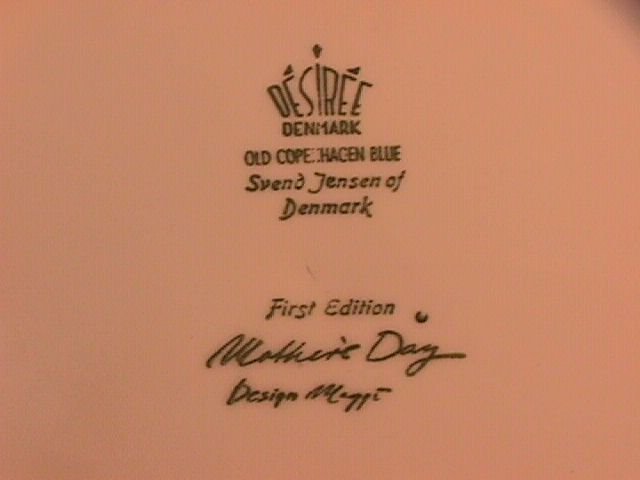 DÉSIRÉE
DENMARK
OLD COPENHAGEN BLUE
Svend Jensen of
Denmark
First Edition
Mother's Day
Design Maggi